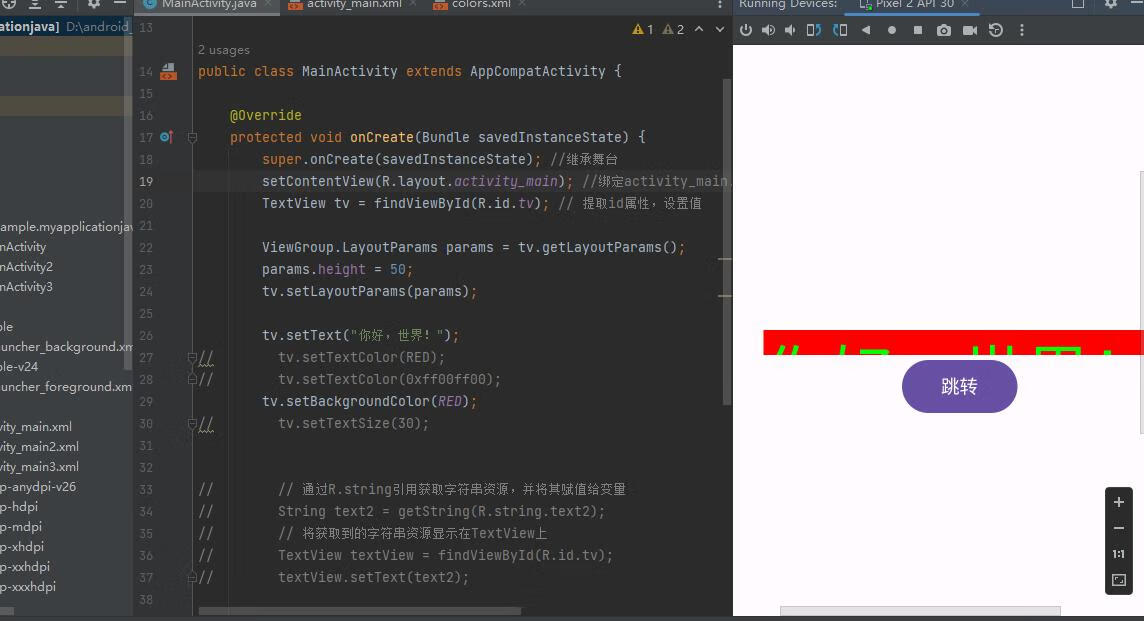 MainActivity.java
activity_main.xml
colors.xml
Running Devices:
Pixel 2 API 30
ationjava] D:\android_
ample.myapplicationjav
nActivity
nActivity2
nActivity3
ole
uncher_background.xm
ole-v24
uncher_foreground.xm
vity_main.xml
vity_main2.xml
vity_main3.xml
p-anydpi-v26
p-hdpi
p-mdpi
p-xhdpi
p-xxhdpi
p-xxxhdpi
1 2
13
2 usages
14 public class MainActivity extends AppCompatActivity {
15
16 @Override
17 protected void onCreate(Bundle savedInstanceState) {
18 super.onCreate(savedInstanceState); //继承舞台
19 setContentView(R.layout.activity_main); //绑定activity_main.
20 TextView tv = findViewById(R.id.tv); // 提取id属性，设置值
21
22 ViewGroup.LayoutParams params = tv.getLayoutParams();
23 params.height = 50;
24 tv.setLayoutParams(params);
25
26 tv.setText("你好，世界！");
27 // tv.setTextColor(RED);
28 // tv.setTextColor(0xff00ff00);
29 tv.setBackgroundColor(RED);
30 // tv.setTextSize(30);
31
32
33 // // 通过R.string引用获取字符串资源，并将其赋值给变量
34 // String text2 = getString(R.string.text2);
35 // // 将获取到的字符串资源显示在TextView上
36 // TextView textView = findViewById(R.id.tv);
37 // textView.setText(text2);
38
跳转
1:1